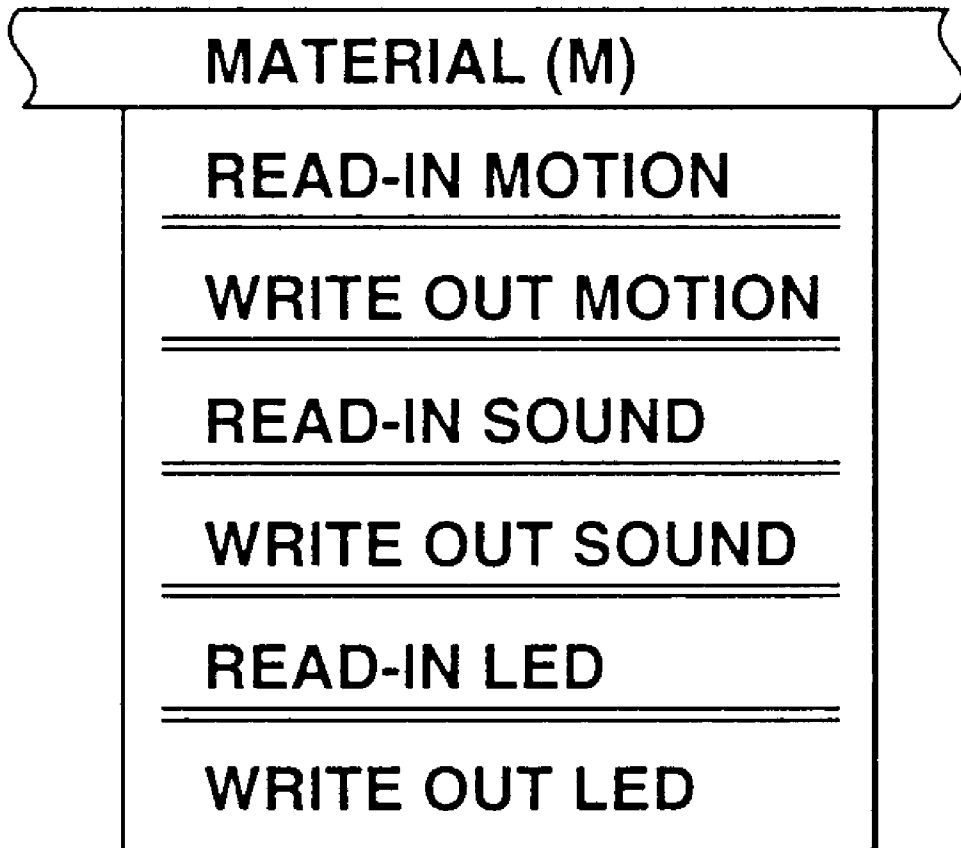 MATERIAL (M)
READ-IN MOTION
WRITE OUT MOTION
READ-IN SOUND
WRITE OUT SOUND
READ-IN LED
WRITE OUT LED